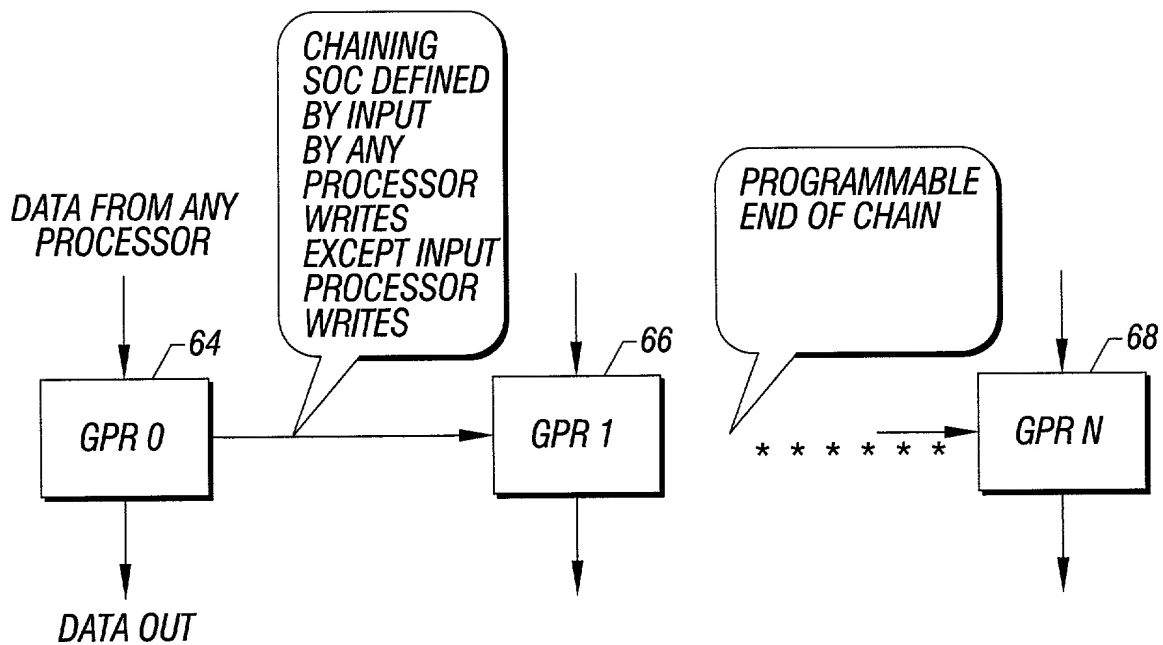 CHAINING
SOC DEFINED
BY INPUT
BY ANY
PROCESSOR
WRITES
EXCEPT INPUT
PROCESSOR
WRITES
PROGRAMMABLE
END OF CHAIN
DATA FROM ANY
PROCESSOR
64
66
68
GPR 0
GPR 1
* * * * * *
GPR N
DATA OUT